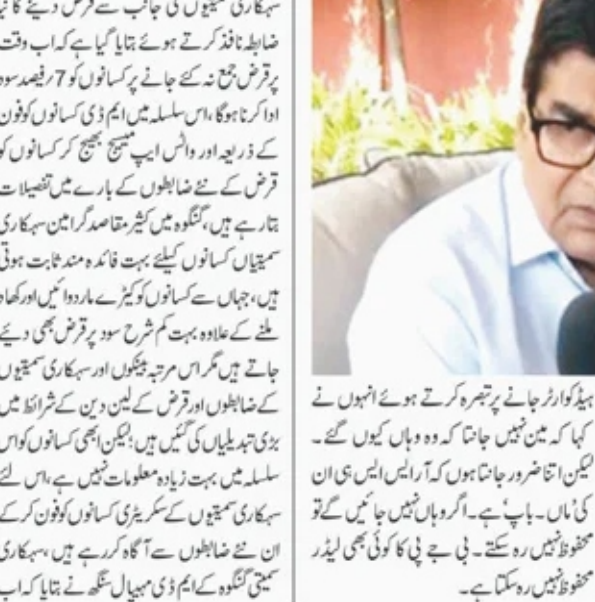 ہیڈ کوارٹر جانے پر تبصرہ کرتے ہوئے انہوں نے
کہا کہ مین نہیں جانتا کہ وہ وہاں کیوں گئے۔
لیکن اتنا ضرور جانتا ہوں کہ آر ایس ایس ہی ان
کی 'ماں۔ باپ' ہے۔ اگر وہاں نہیں جائیں گے تو
محفوظ نہیں رہ سکتے۔ بی جے پی کا کوئی بھی لیڈر
محفوظ نہیں رہ سکتا ہے۔
سہکاری سمیتیوں کی جانب سے قرض دینے کا نیا
ضابطہ نافذ کرتے ہوئے بتایا گیا ہے کہ اب وقت
پر قرض جمع نہ کئے جانے پر کسانوں کو 7؍ فیصد سود
ادا کرنا ہوگا، اس سلسلہ میں ایم ڈی کسانوں کو فون
کے ذریعہ اور واٹس ایپ میسیج بھیج کر کسانوں کو
قرض کے نئے ضابطوں کے بارے میں تفصیلات
بتا رہے ہیں، گنگوہ میں کثیر مقاصد گرامین سہکاری
سمیتیاں کسانوں کیلئے بہت فائدہ مند ثابت ہوتی
ہیں، جہاں سے کسانوں کو کیڑے مار دوائیں اور کھاد
ملنے کے علاوہ بہت کم شرح سود پر قرض بھی دئیے
جاتے ہیں مگر اس مرتبہ بینکوں اور سہکاری سمیتیوں
کے ضابطوں اور قرض کے لین دین کے شرائط میں
بڑی تبدیلیاں کی گئیں ہیں؛ لیکن ابھی کسانوں کو اس
سلسلہ میں بہت زیادہ معلومات نہیں ہے، اس لئے
سہکاری سمیتیوں کے سکریٹری کسانوں کو فون کر کے
ان نئے ضابطوں سے آگاہ کر رہے ہیں، سہکاری
سمیتی گنگوہ کے ایم ڈی مہیپال سنگھ نے بتایا کہ اب